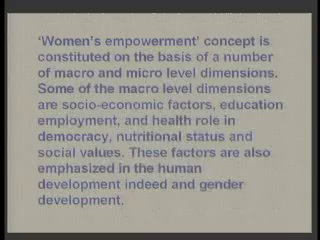 'Women's empowerment' concept is
constituted on the basis of a number
of macro and micro level dimensions.
Some of the macro level dimensions
are socio-economic factors, education
employment, and health role in
democracy, nutritional status and
social values. These factors are also
emphasized in the human
development indeed and gender
development.